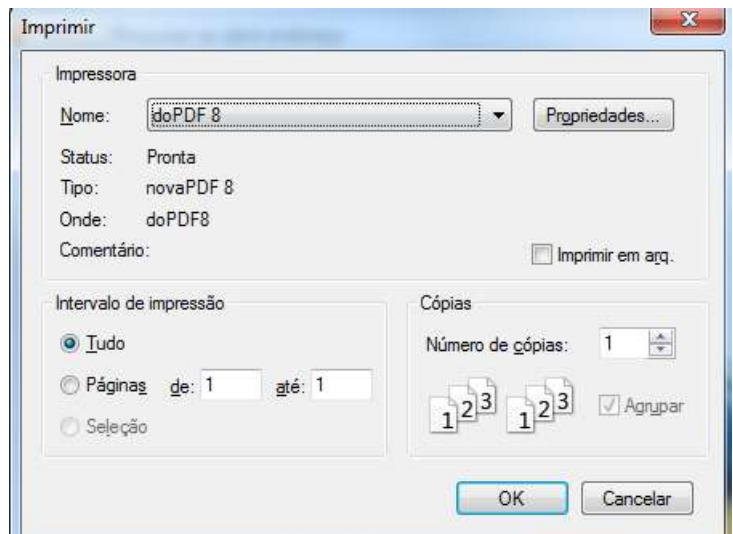 Imprimir
Impressora
Nome: doPDF 8 Propriedades...
Status: Pronta
Tipo: novaPDF 8
Onde: doPDF8
Comentário: Imprimir em arq.
Intervalo de impressão Cópias
Tudo Número de cópias: 1
Páginas de: 1 até: 1
1 2 3 1 2 3 Agrupar
Seleção
OK Cancelar